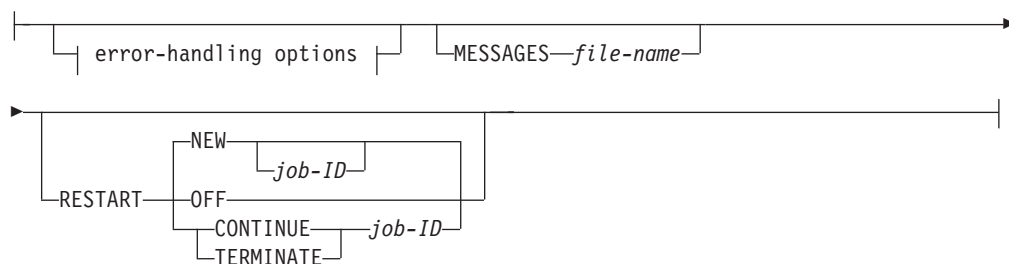 error-handling options MESSAGES file-name
NEW
job-ID
RESTART OFF
CONTINUE job-ID
TERMINATE